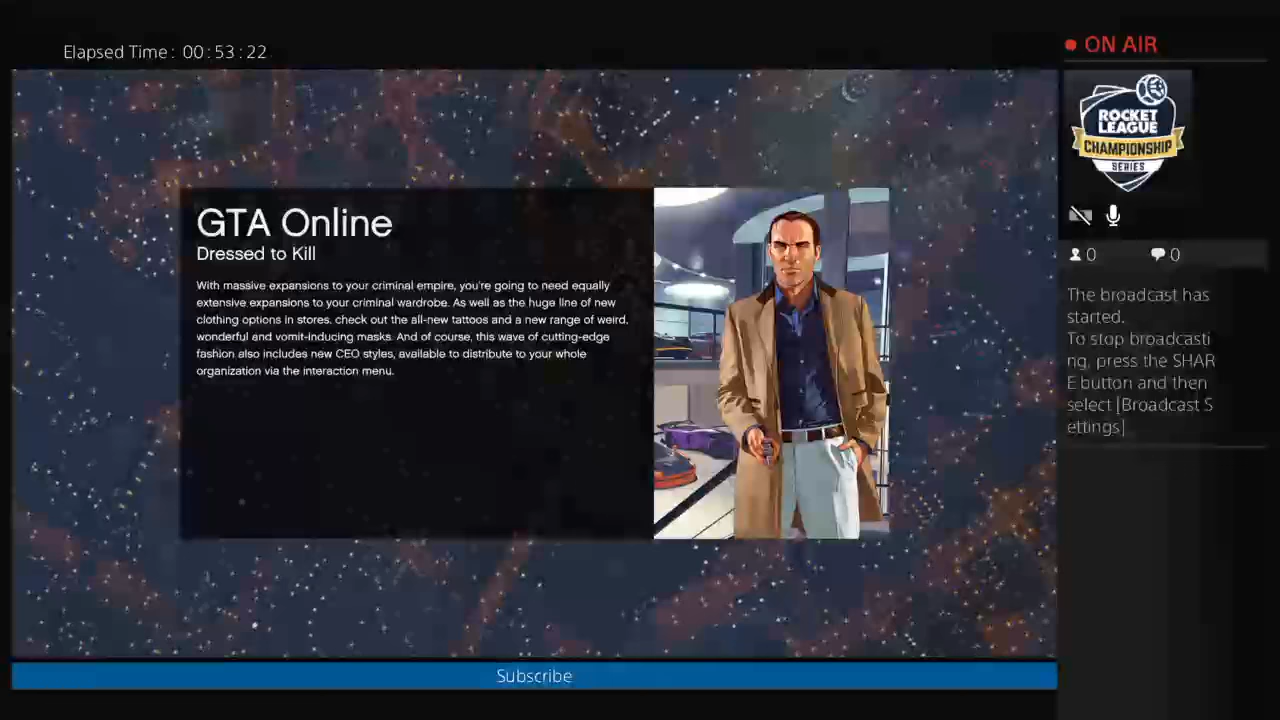 Elapsed Time: 00:53:22
ON AIR
ROCKET
LEAGUE
CHAMPIONSHIP
SERIES
0
0
GTA Online
Dressed to Kill
With massive expansions to your criminal empire, you're going to need equally
extensive expansions to your criminal wardrobe. As well as the huge line of new
clothing options in stores, check out the all-new tattoos and a new range of weird,
wonderful and vomit-inducing masks. And of course, this wave of cutting-edge
fashion also includes new CEO styles, available to distribute to your whole
organization via the interaction menu.
The broadcast has
started.
To stop broadcasti
ng, press the SHAR
E button and then
select [Broadcast S
ettings]
Subscribe